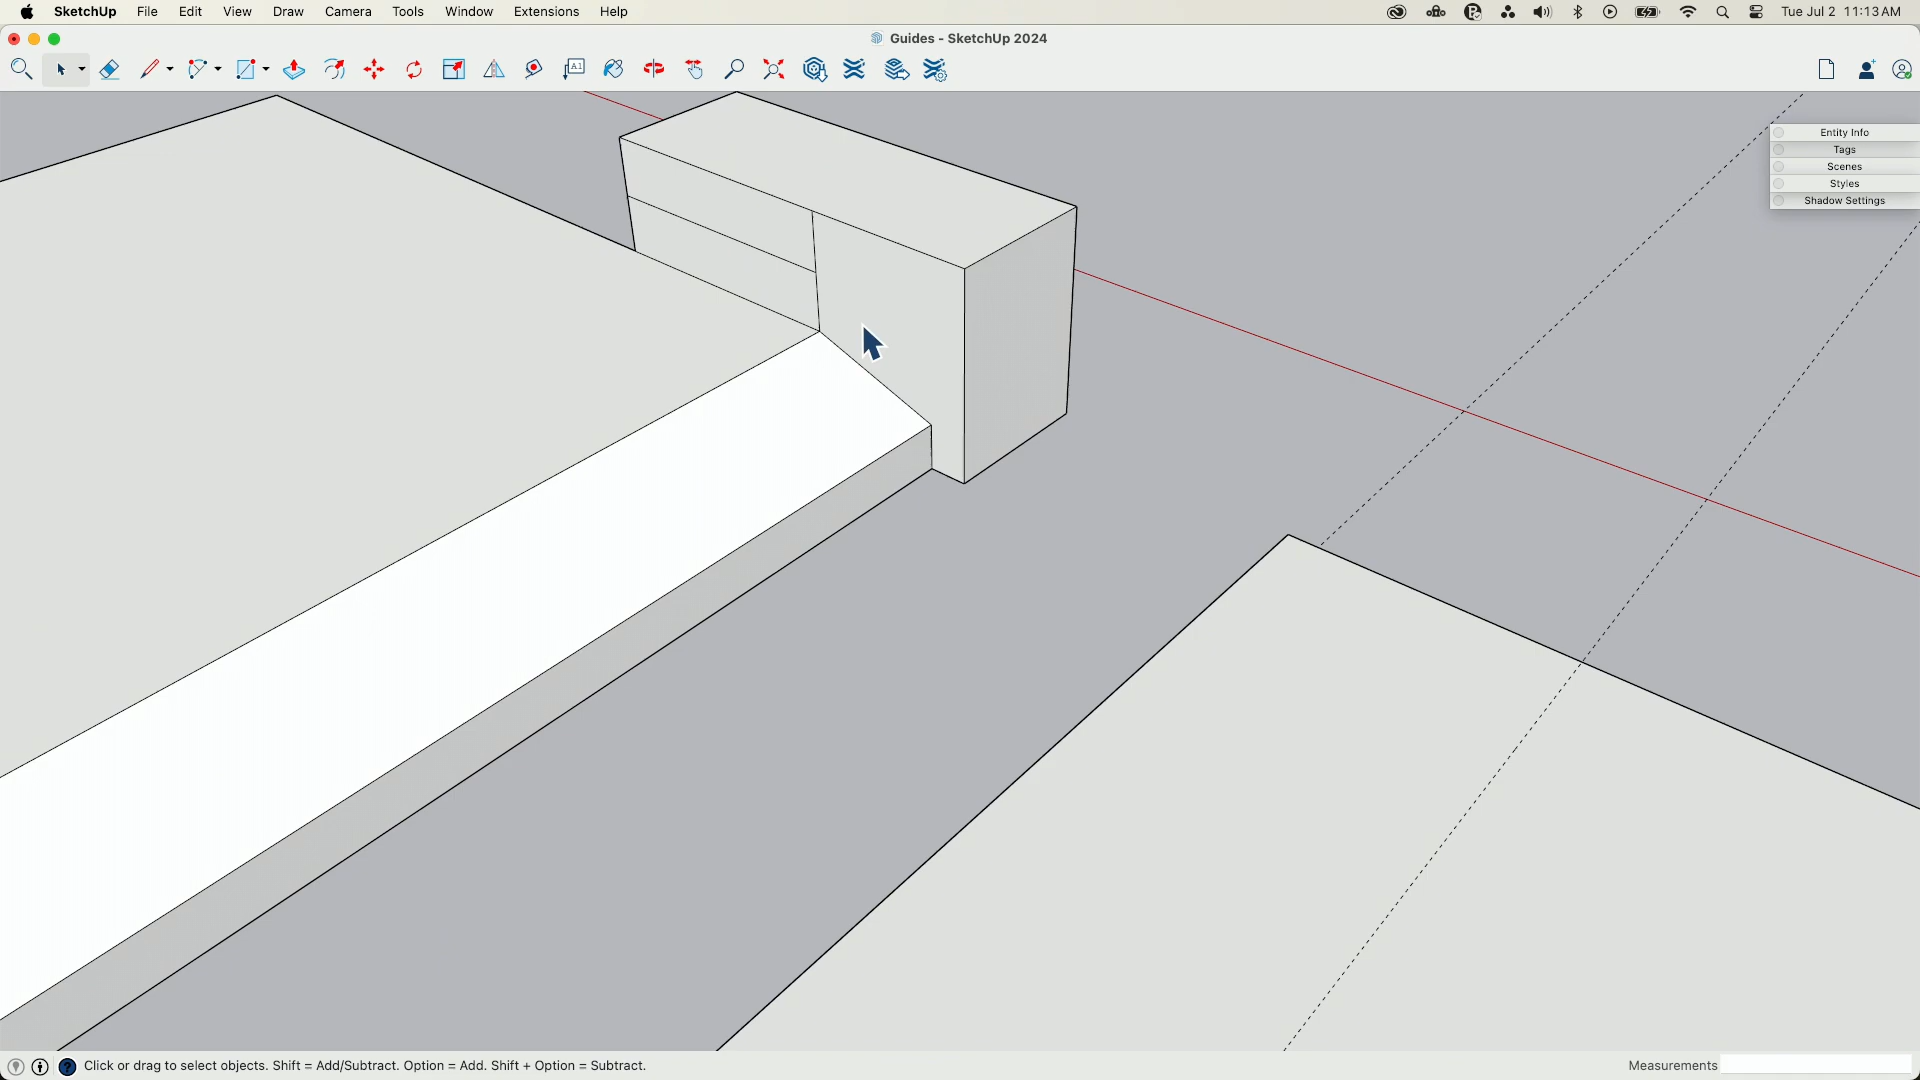 SketchUp File Edit View Draw Camera Tools Window Extensions Help Tue Jul 2 11:13 AM
Guides - SketchUp 2024
A1
Entity Info
Tags
Scenes
Styles
Shadow Settings
Click or drag to select objects. Shift = Add/Subtract. Option = Add. Shift + Option = Subtract.
Measurements